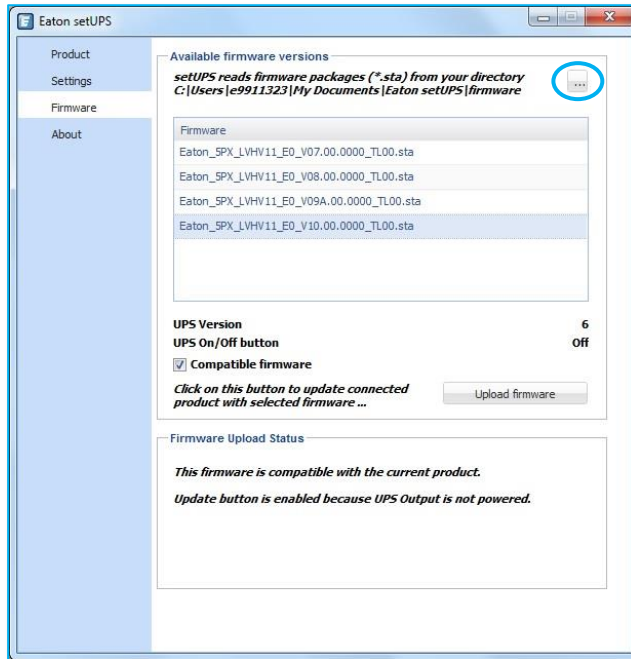 Eaton setUPS
Product
Settings
Firmware
About
Available firmware versions
setUPS reads firmware packages (*.sta) from your directory
C:|Users|e9911323|My Documents|Eaton setUPS|firmware
...
Firmware
Eaton_5PX_LVHV11_E0_V07.00.0000_TL00.sta
Eaton_5PX_LVHV11_E0_V08.00.0000_TL00.sta
Eaton_5PX_LVHV11_E0_V09A.00.0000_TL00.sta
Eaton_5PX_LVHV11_E0_V10.00.0000_TL00.sta
UPS Version 6
UPS On/Off button Off
Compatible firmware
Click on this button to update connected
product with selected firmware ...
Upload firmware
Firmware Upload Status
This firmware is compatible with the current product.
Update button is enabled because UPS Output is not powered.